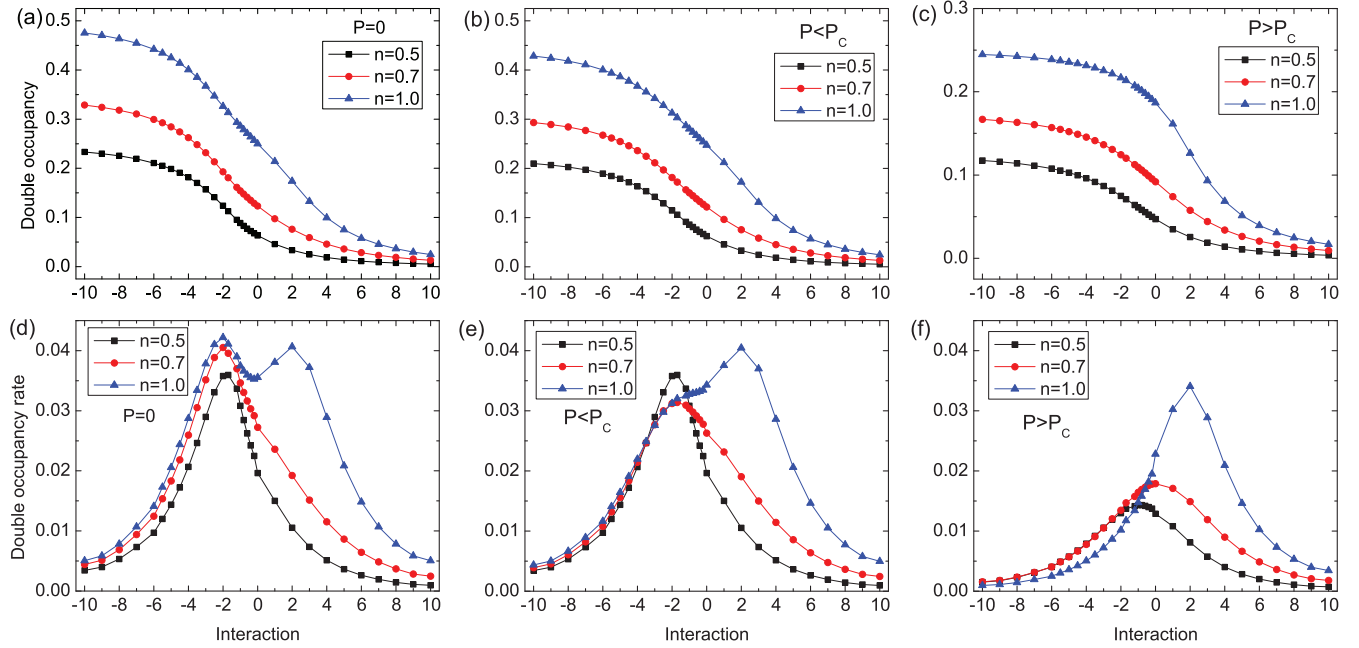 (a)
P=0
n=0.5
n=0.7
n=1.0
Double occupancy
0.5
0.4
0.3
0.2
0.1
0.0
-10 -8 -6 -4 -2 0 2 4 6 8 10
(b)
P<P_C
n=0.5
n=0.7
n=1.0
0.5
0.4
0.3
0.2
0.1
0.0
-10 -8 -6 -4 -2 0 2 4 6 8 10
(c)
P>P_C
n=0.5
n=0.7
n=1.0
0.3
0.2
0.1
0.0
-10 -8 -6 -4 -2 0 2 4 6 8 10
(d)
n=0.5
n=0.7
n=1.0
P=0
Double occupancy rate
0.04
0.03
0.02
0.01
0.00
-10 -8 -6 -4 -2 0 2 4 6 8 10
Interaction
(e)
n=0.5
n=0.7
n=1.0
P<P_C
0.04
0.03
0.02
0.01
0.00
-10 -8 -6 -4 -2 0 2 4 6 8 10
Interaction
(f)
n=0.5
n=0.7
n=1.0
P>P_C
0.04
0.03
0.02
0.01
0.00
-10 -8 -6 -4 -2 0 2 4 6 8 10
Interaction